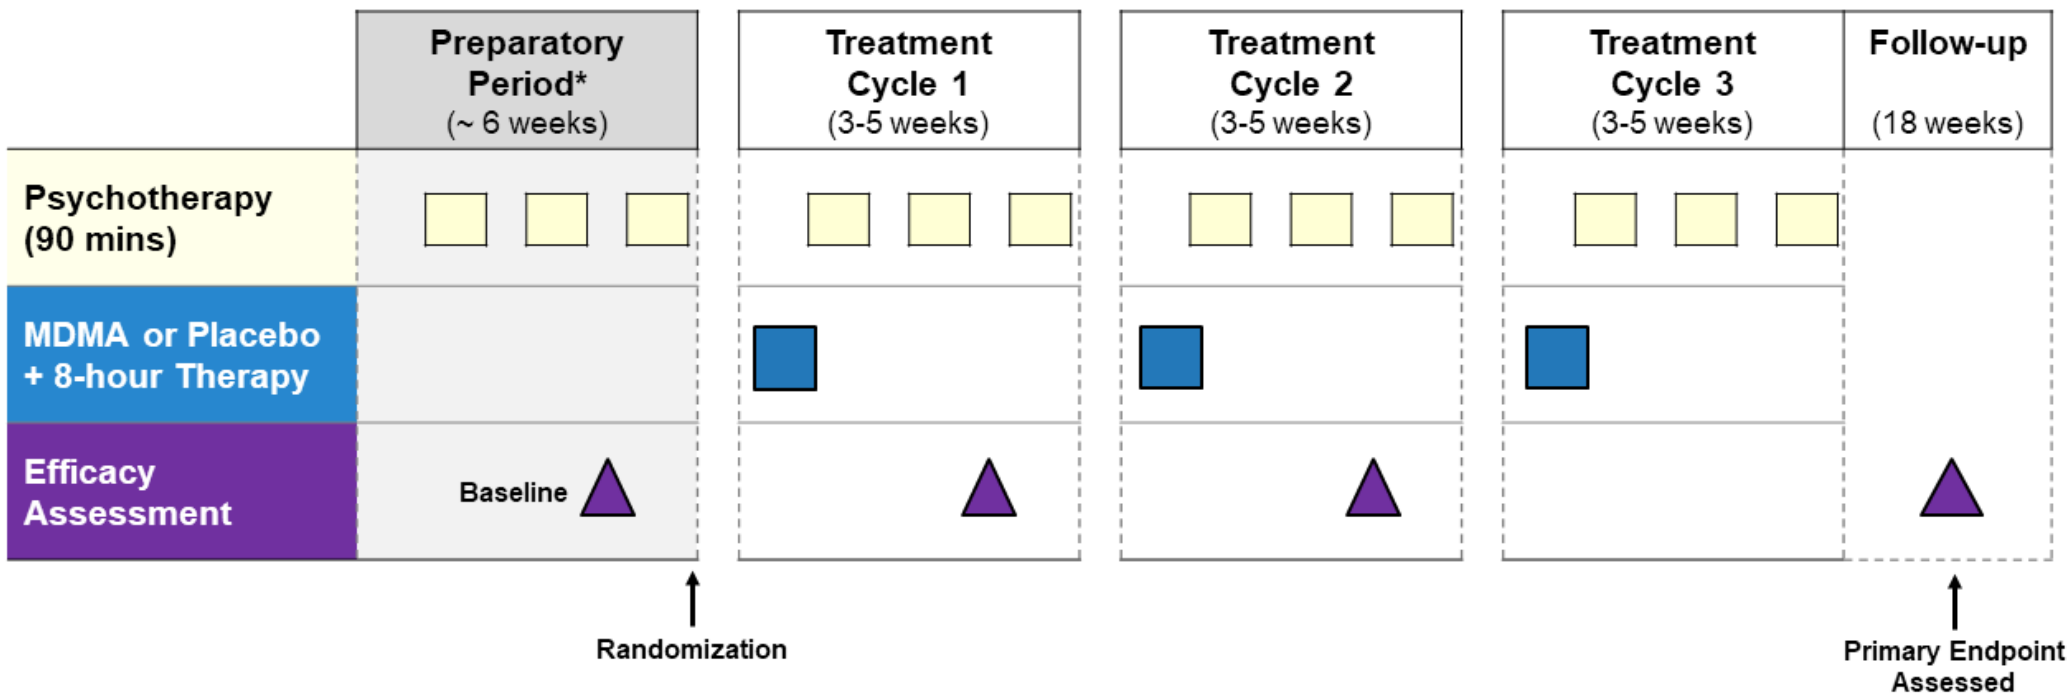 Preparatory
Period*
(~ 6 weeks)
Treatment
Cycle 1
(3-5 weeks)
Treatment
Cycle 2
(3-5 weeks)
Treatment
Cycle 3
(3-5 weeks)
Follow-up
(18 weeks)
Psychotherapy
(90 mins)
MDMA or Placebo
+ 8-hour Therapy
Efficacy
Assessment
Baseline
Randomization
Primary Endpoint
Assessed